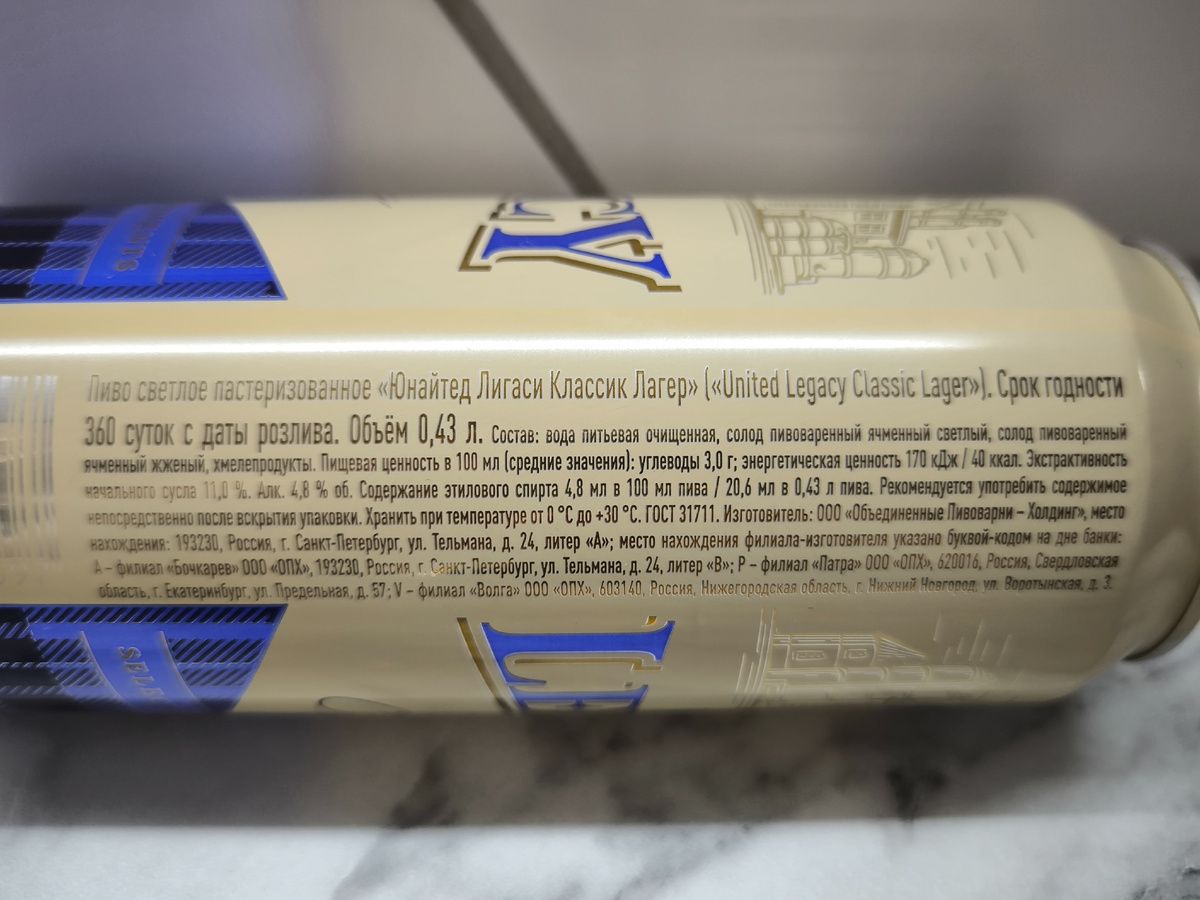 EY
Пиво светлое пастеризованное «Юнайтед Лигаси Классик Лагер» («United Legacy Classic Lager»). Срок годности
360 суток с даты розлива. Объём 0,43 л. Состав: вода питьевая очищенная, солод пивоваренный ячменный светлый, солод пивоваренный
ячменный жженый, хмелепродукты. Пищевая ценность в 100 мл (средние значения): углеводы 3,0 г; энергетическая ценность 170 кДж / 40 ккал. Экстрактивность
начального сусла 11,0 %. Алк. 4,8 % об. Содержание этилового спирта 4,8 мл в 100 мл пива / 20,6 мл в 0,43 л пива. Рекомендуется употребить содержимое
непосредственно после вскрытия упаковки. Хранить при температуре от 0 °C до +30 °C. ГОСТ 31711. Изготовитель: ООО «Объединенные Пивоварни – Холдинг», место
нахождения: 193230, Россия, г. Санкт-Петербург, ул. Тельмана, д. 24, литер «А»; место нахождения филиала-изготовителя указано буквой-кодом на дне банки:
А – филиал «Бочкарев» ООО «ОПХ», 193230, Россия, г. Санкт-Петербург, ул. Тельмана, д. 24, литер «В»; Р – филиал «Патра» ООО «ОПХ», 620016, Россия, Свердловская
область, г. Екатеринбург, ул. Предельная, д. 57; V – филиал «Волга» ООО «ОПХ», 603140, Россия, Нижегородская область, г. Нижний Новгород, ул. Воротынская, д. 3.
LE